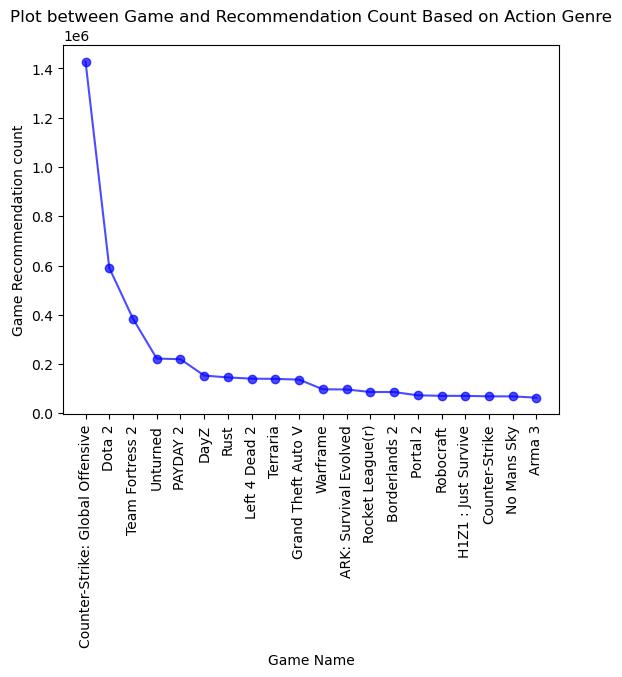 Plot between Game and Recommendation Count Based on Action Genre
1e6
1.4
1.2
1.0
0.8
0.6
0.4
0.2
0.0
Game Recommendation count
Counter-Strike: Global Offensive
Dota 2
Team Fortress 2
Unturned
PAYDAY 2
DayZ
Rust
Left 4 Dead 2
Terraria
Grand Theft Auto V
Warframe
ARK: Survival Evolved
Rocket League(r)
Borderlands 2
Portal 2
Robocraft
H1Z1 : Just Survive
Counter-Strike
No Mans Sky
Arma 3
Game Name